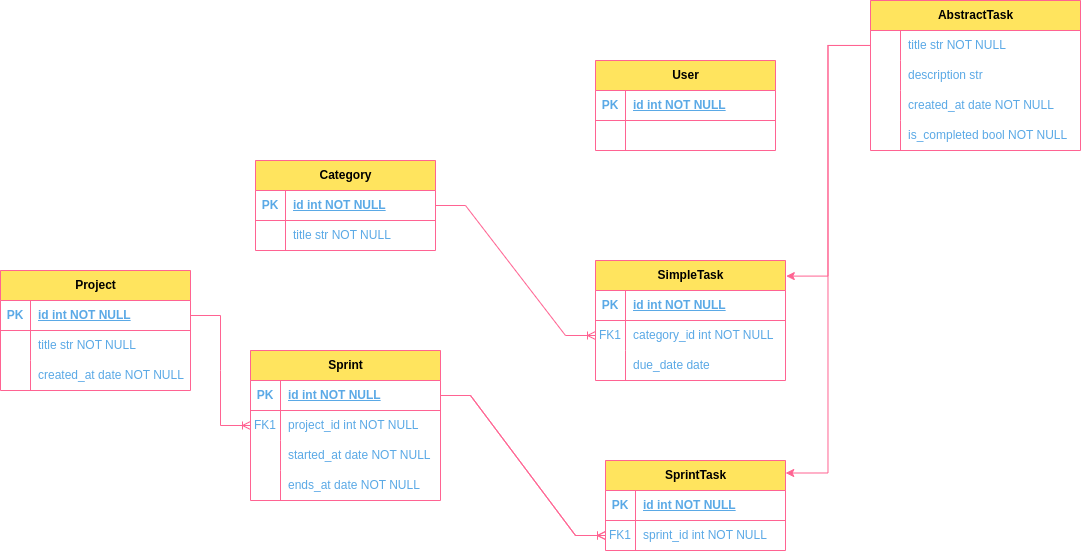 AbstractTask
title str NOT NULL
description str
created_at date NOT NULL
is_completed bool NOT NULL
User
PK id int NOT NULL
Category
PK id int NOT NULL
title str NOT NULL
Project
PK id int NOT NULL
title str NOT NULL
created_at date NOT NULL
SimpleTask
PK id int NOT NULL
FK1 category_id int NOT NULL
due_date date
Sprint
PK id int NOT NULL
FK1 project_id int NOT NULL
started_at date NOT NULL
ends_at date NOT NULL
SprintTask
PK id int NOT NULL
FK1 sprint_id int NOT NULL